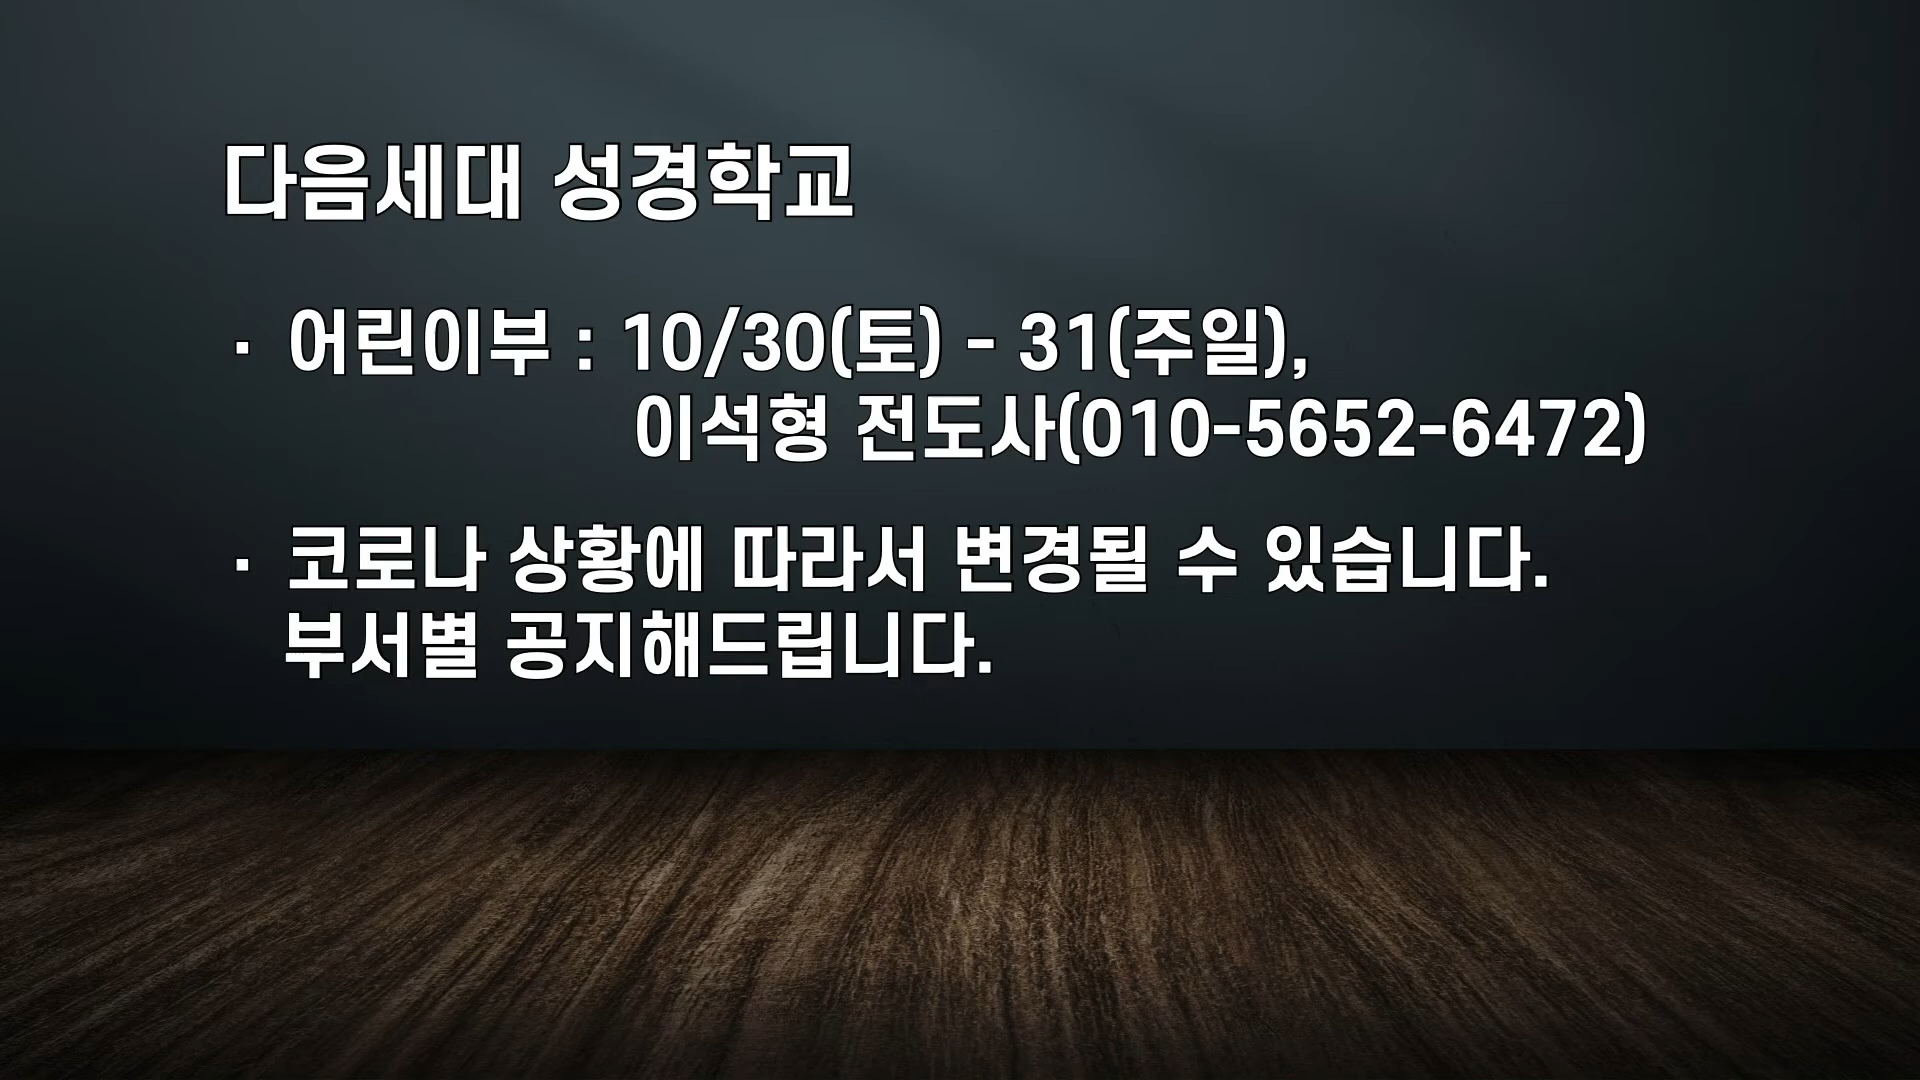 다음세대 성경학교
· 어린이부 : 10/30(토) - 31(주일),
이석형 전도사(010-5652-6472)
· 코로나 상황에 따라서 변경될 수 있습니다.
부서별 공지해드립니다.